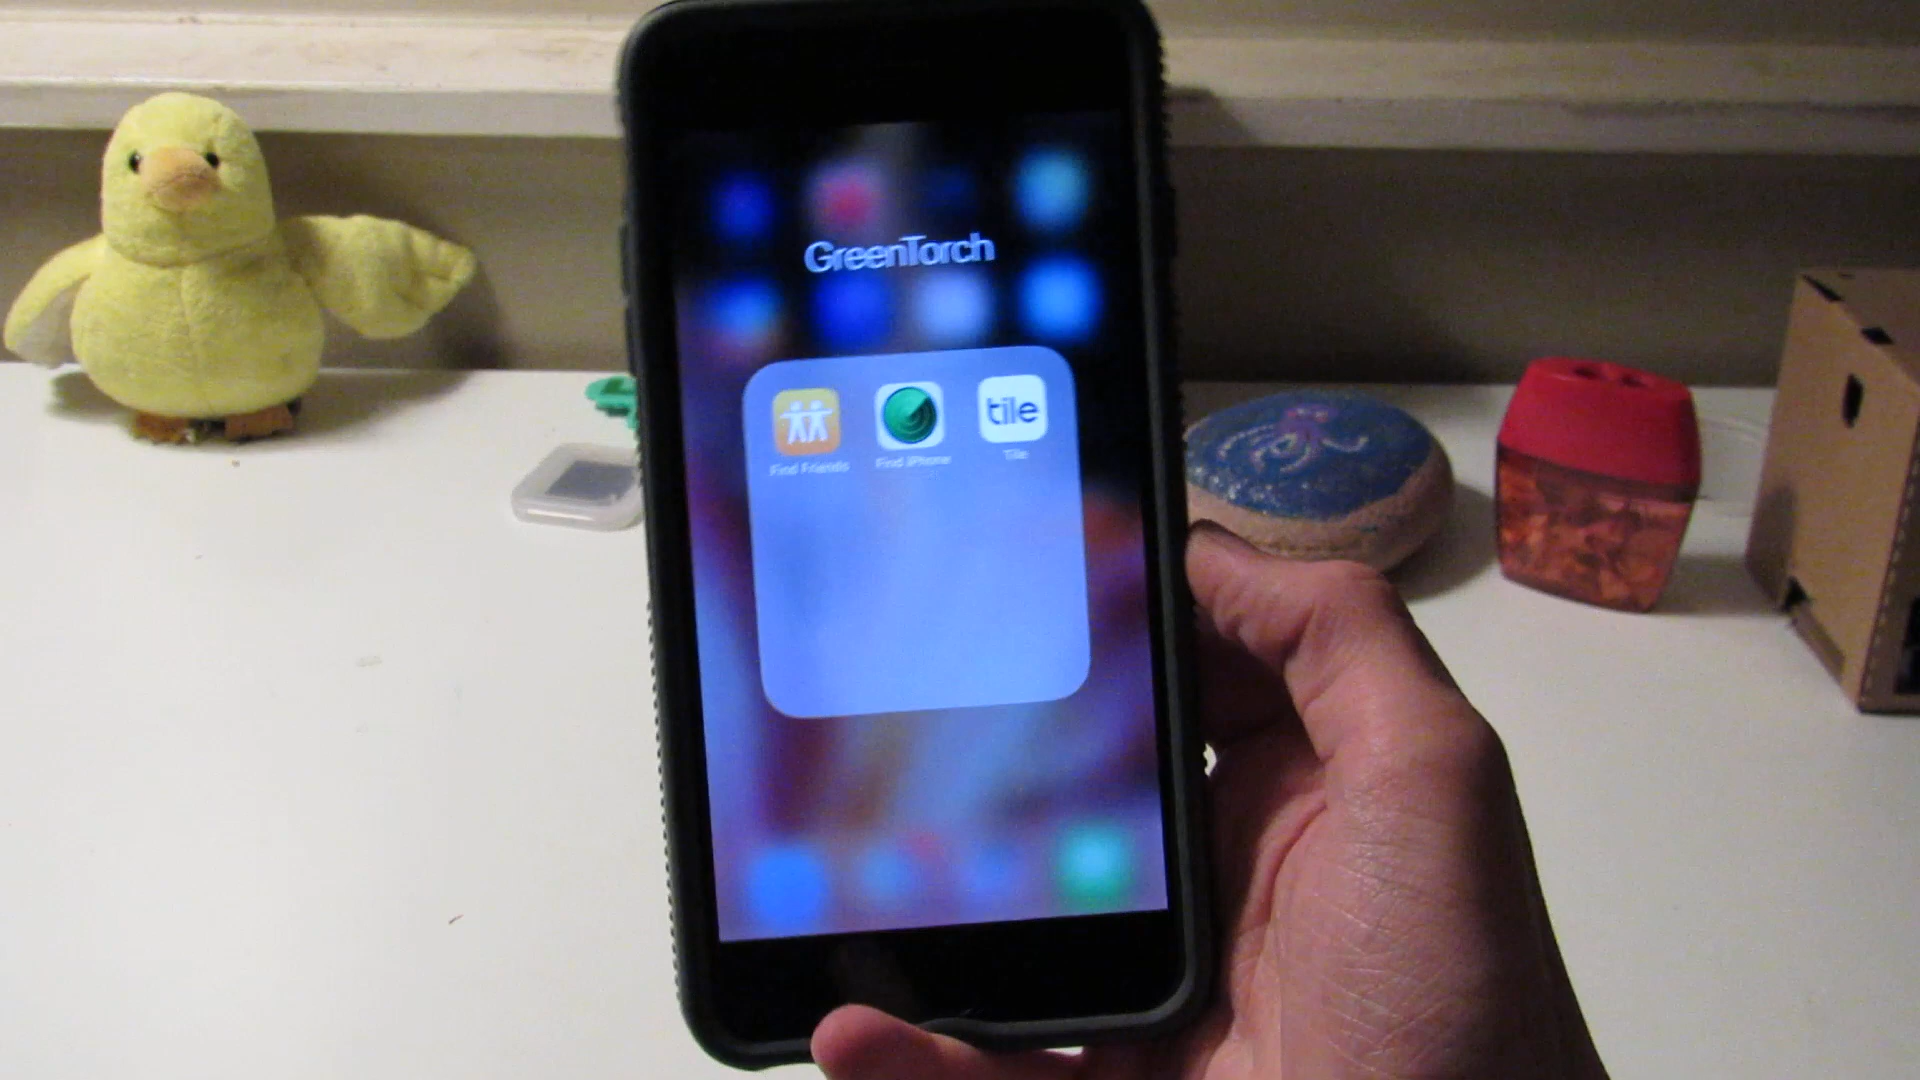 GreenTorch
tile
Find Friends
Find iPhone
Tile